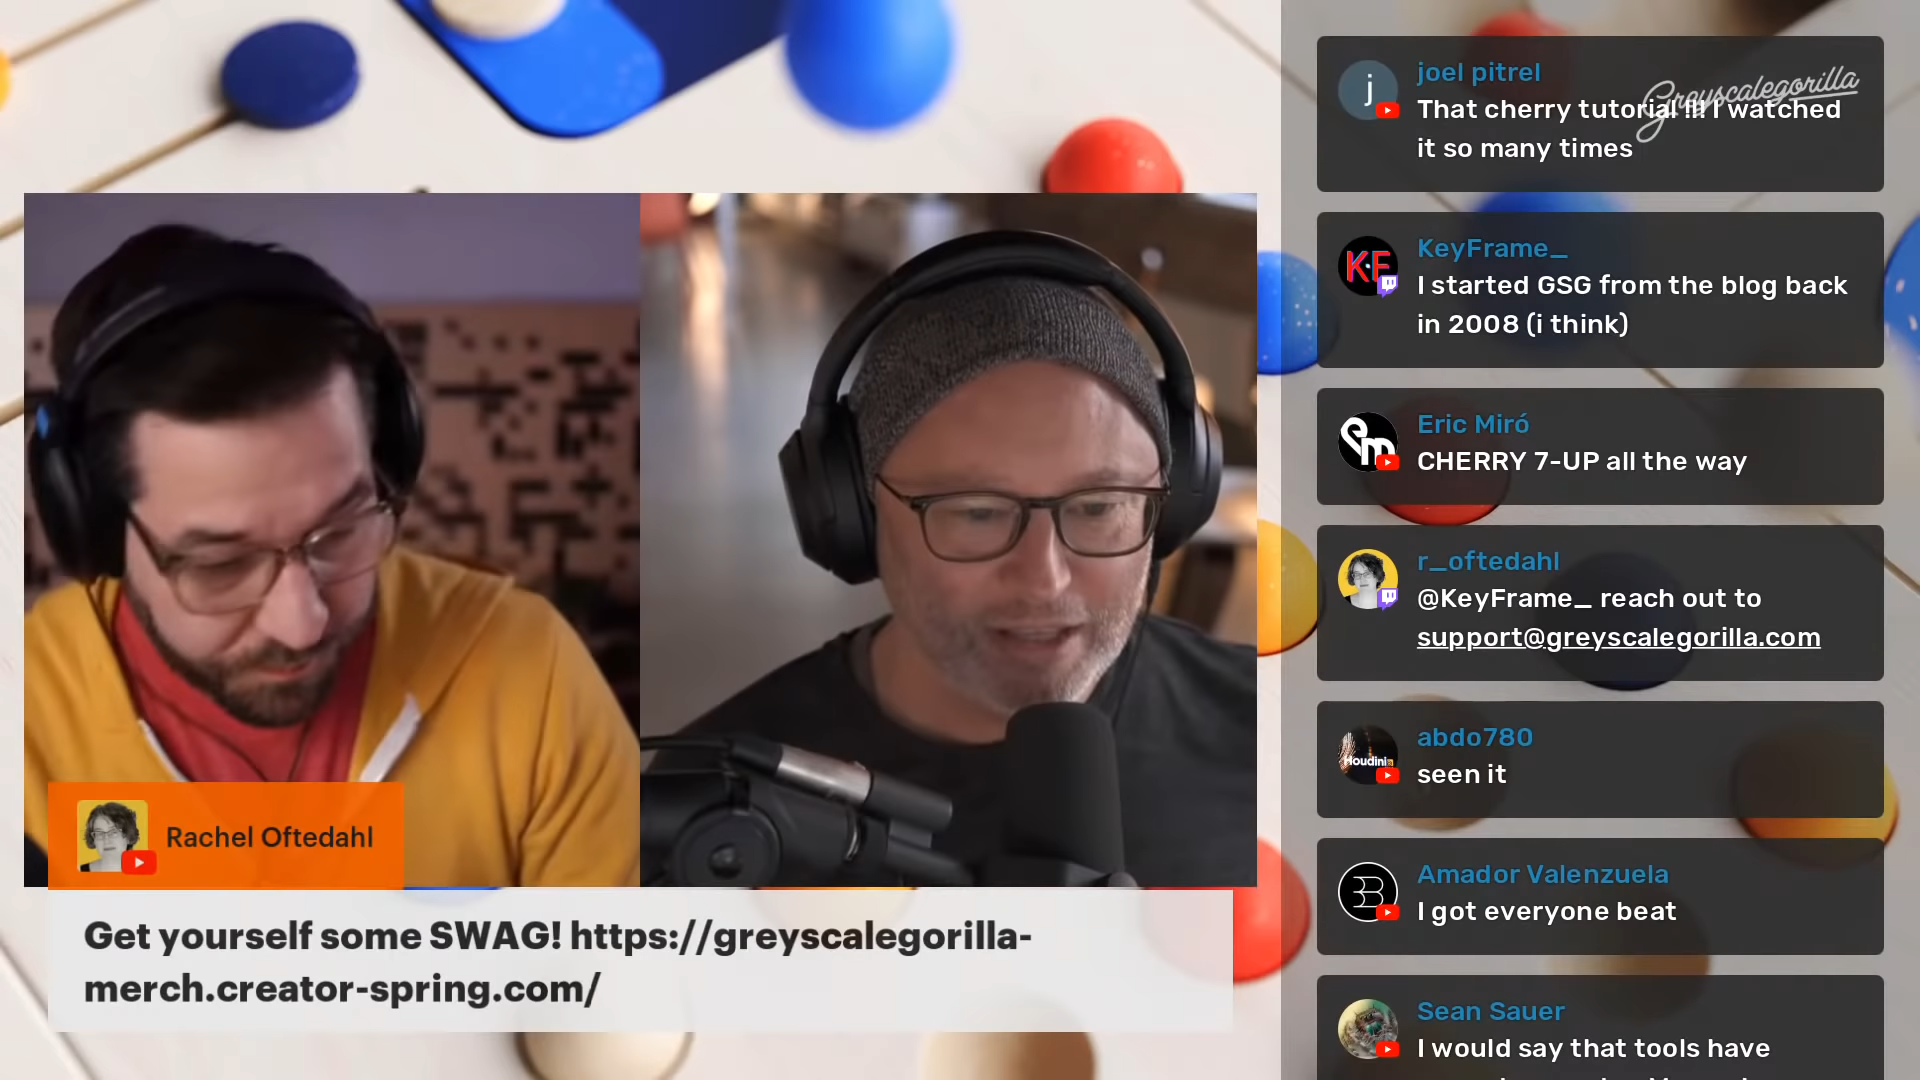 joel pitrel
Greyscalegorilla
That cherry tutorial !!! I watched
it so many times
KeyFrame_
I started GSG from the blog back
in 2008 (i think)
Eric Miró
CHERRY 7-UP all the way
r_oftedahl
@KeyFrame_ reach out to
support@greyscalegorilla.com
abdo780
seen it
Amador Valenzuela
I got everyone beat
Sean Sauer
I would say that tools have
j
KF
em
Houdini
Rachel Oftedahl
Get yourself some SWAG! https://greyscalegorilla-
merch.creator-spring.com/